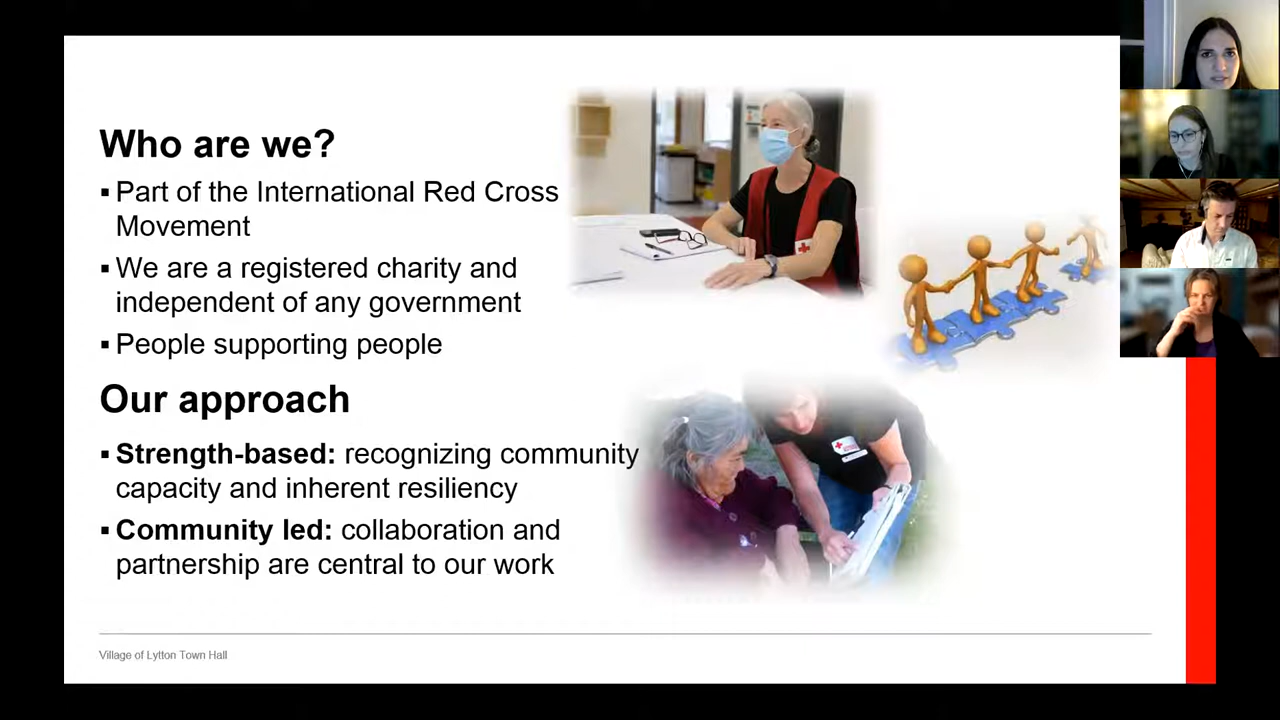 Who are we?
▪ Part of the International Red Cross
Movement
▪ We are a registered charity and
independent of any government
▪ People supporting people
Our approach
▪ Strength-based: recognizing community
capacity and inherent resiliency
▪ Community led: collaboration and
partnership are central to our work
Village of Lytton Town Hall